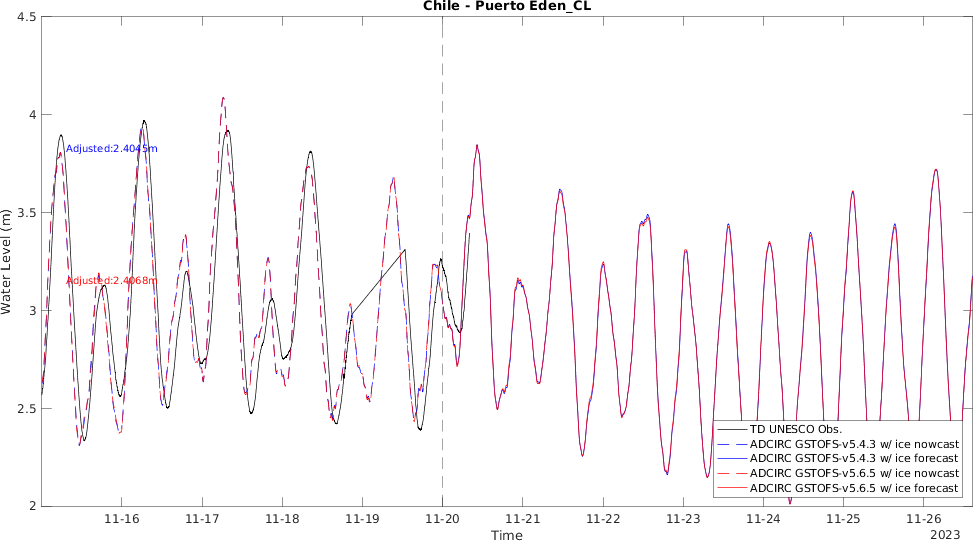 Chile - Puerto Eden_CL
4.5
4
3.5
3
2.5
2
Water Level (m)
Adjusted:2.4045m
Adjusted:2.4068m
TD UNESCO Obs.
ADCIRC GSTOFS-v5.4.3 w/ ice nowcast
ADCIRC GSTOFS-v5.4.3 w/ ice forecast
ADCIRC GSTOFS-v5.6.5 w/ ice nowcast
ADCIRC GSTOFS-v5.6.5 w/ ice forecast
11-16 11-17 11-18 11-19 11-20 11-21 11-22 11-23 11-24 11-25 11-26
Time
2023